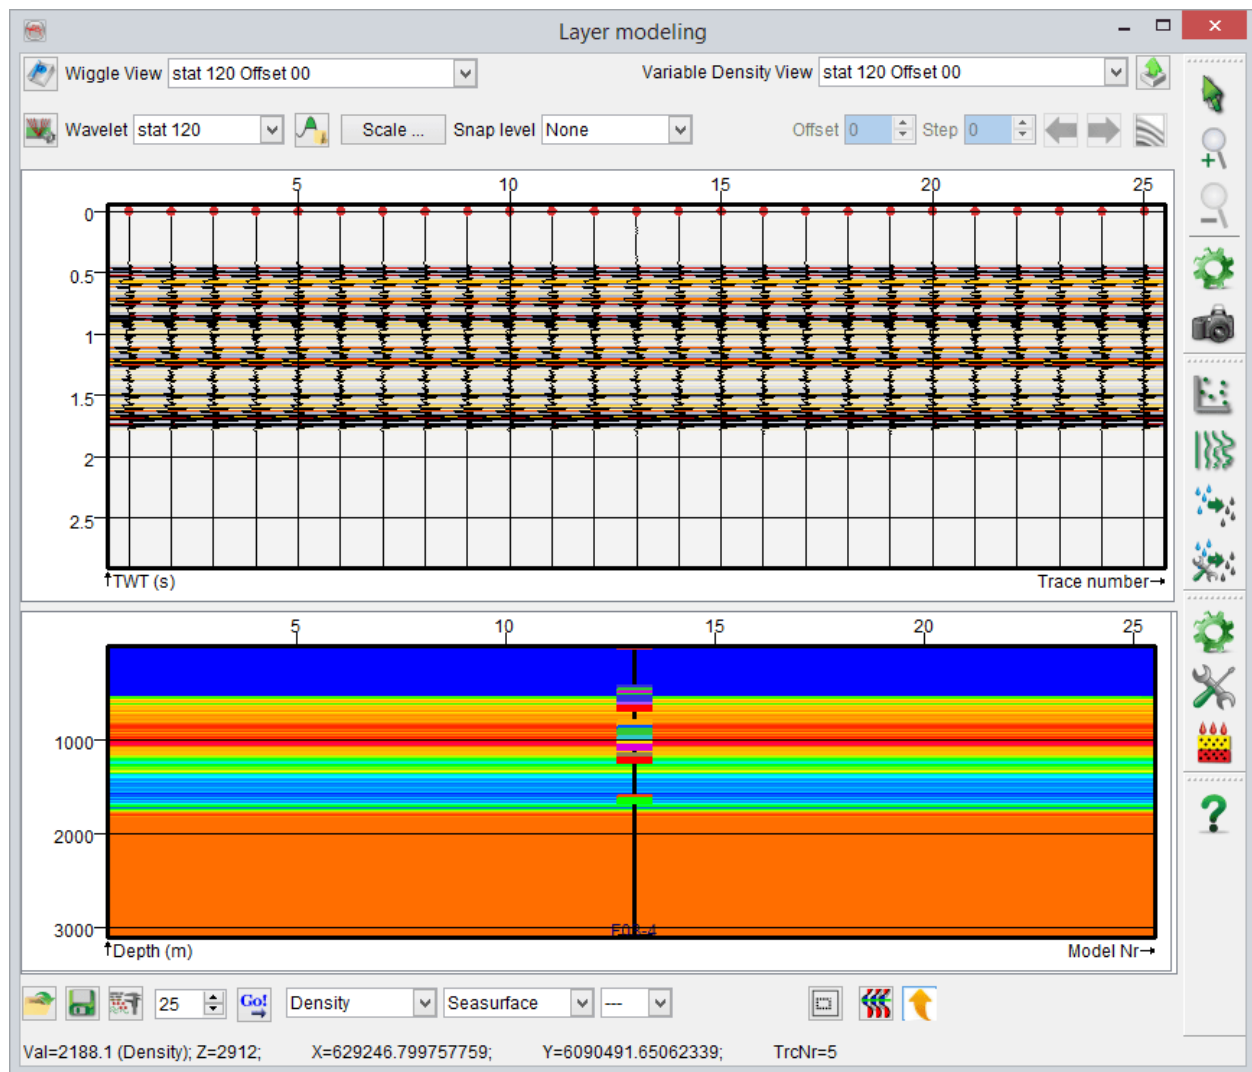 Layer modeling
Wiggle View stat 120 Offset 00 Variable Density View stat 120 Offset 00
Wavelet stat 120 Scale ... Snap level None Offset 0 Step 0
5 10 15 20 25
0
0.5
1
1.5
2
2.5
TWT (s) Trace number
5 10 15 20 25
1000
2000
3000
Depth (m) Model Nr
25 Go! Density Seasurface ---
Val=2188.1 (Density); Z=2912; X=629246.799757759; Y=6090491.65062339; TrcNr=5